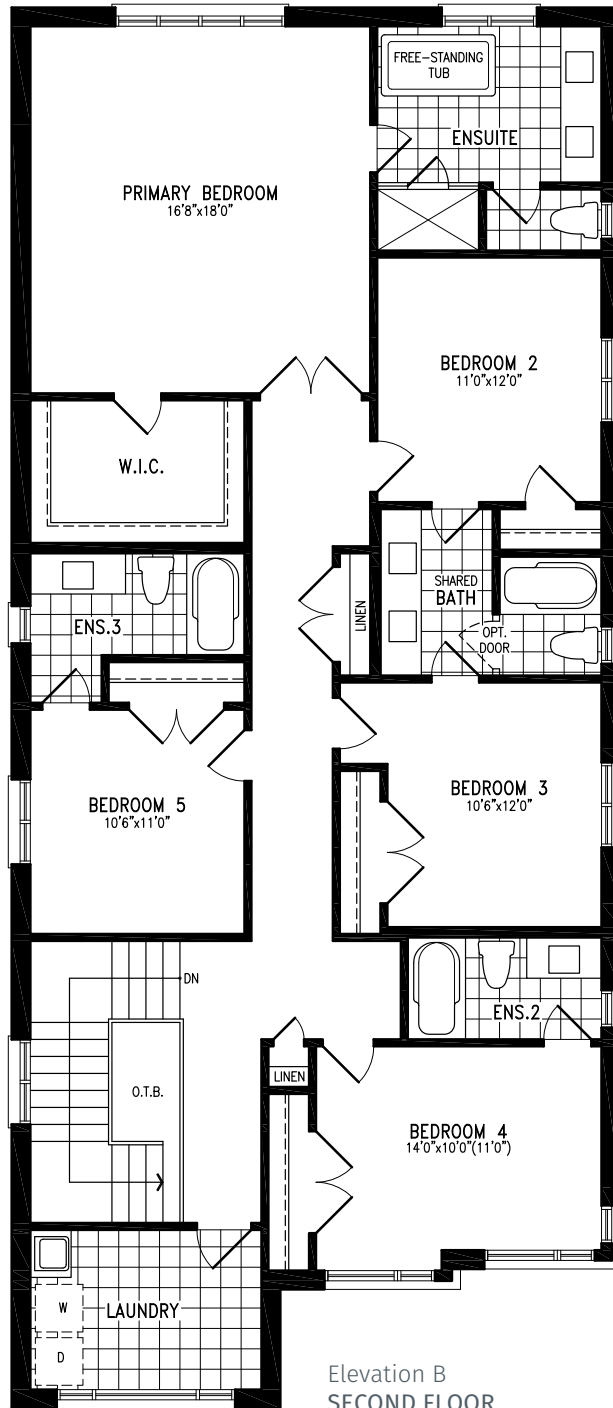 FREE-STANDING
TUB
ENSUITE
PRIMARY BEDROOM
16'8"x18'0"
BEDROOM 2
11'0"x12'0"
W.I.C.
SHARED
BATH
LINEN
ENS.3
OPT.
DOOR
BEDROOM 5
10'6"x11'0"
BEDROOM 3
10'6"x12'0"
DN
ENS.2
O.T.B.
LINEN
BEDROOM 4
14'0"x10'0"(11'0")
W
LAUNDRY
D
Elevation B
SECOND FLOOR